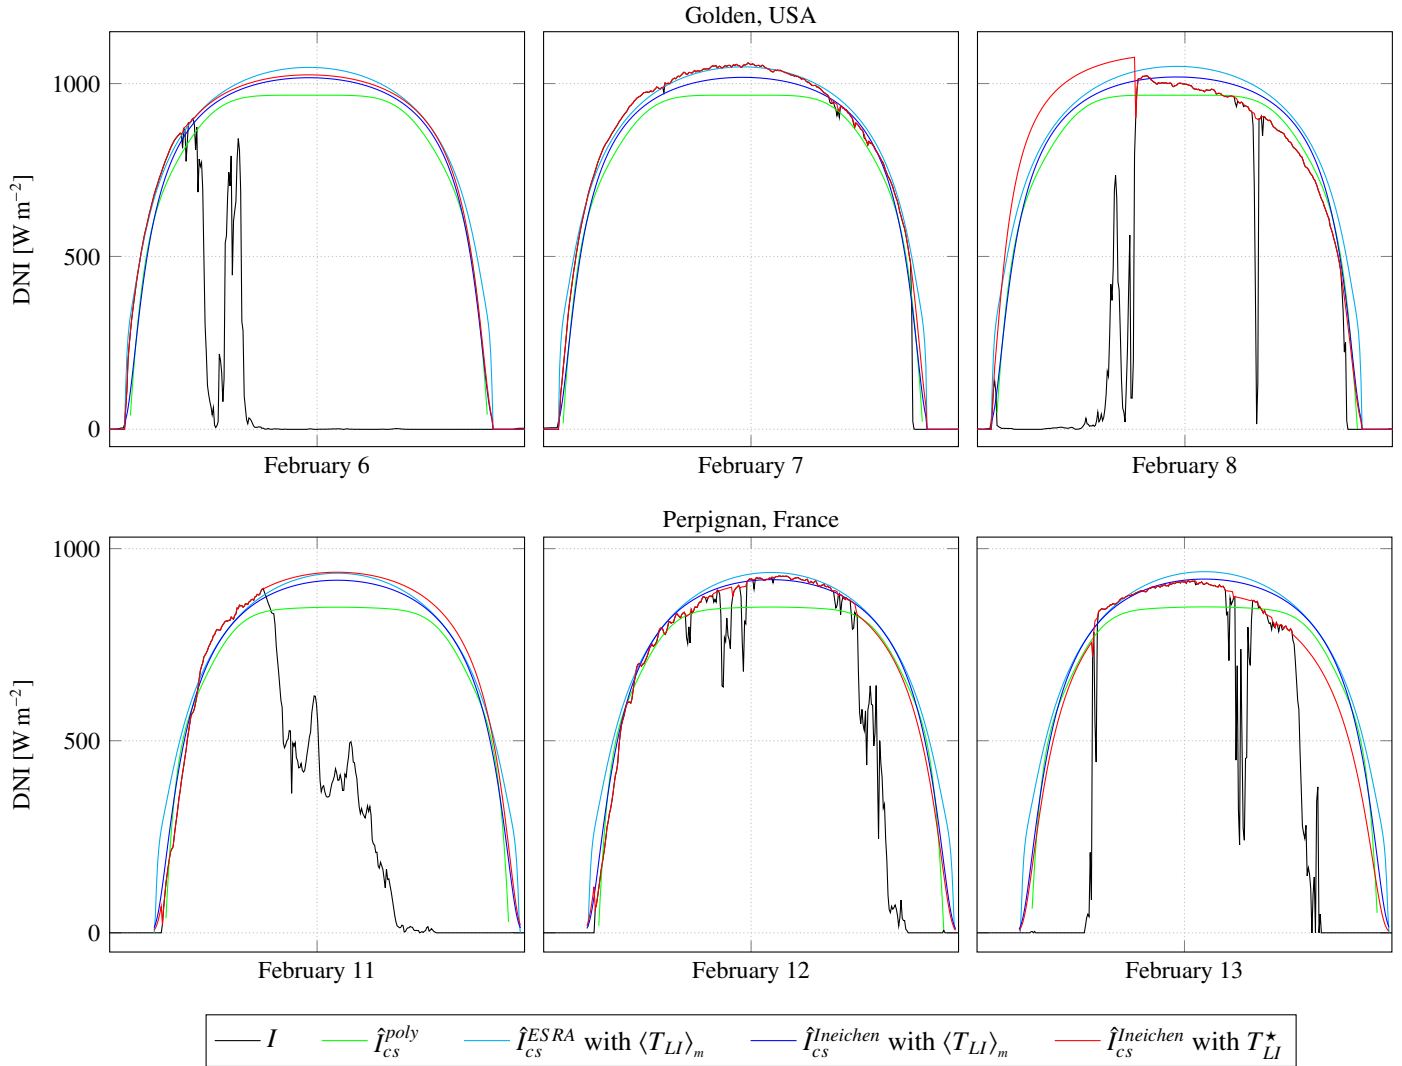 Golden, USA
DNI [W m⁻²]
1000
500
0
February 6
February 7
February 8
Perpignan, France
DNI [W m⁻²]
1000
500
0
February 11
February 12
February 13
I
Î_cs^poly
Î_cs^ESRA with ⟨T_LI⟩_m
Î_cs^Ineichen with ⟨T_LI⟩_m
Î_cs^Ineichen with T_LI^★